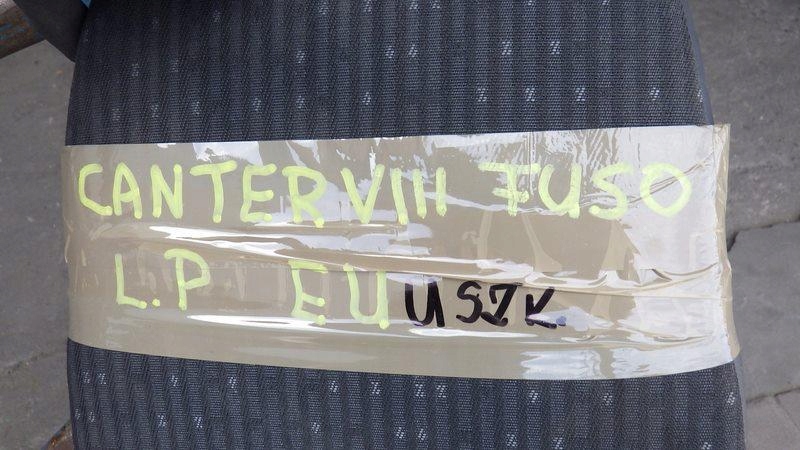 CANTER VIII FUSO
L.P EU USZK.